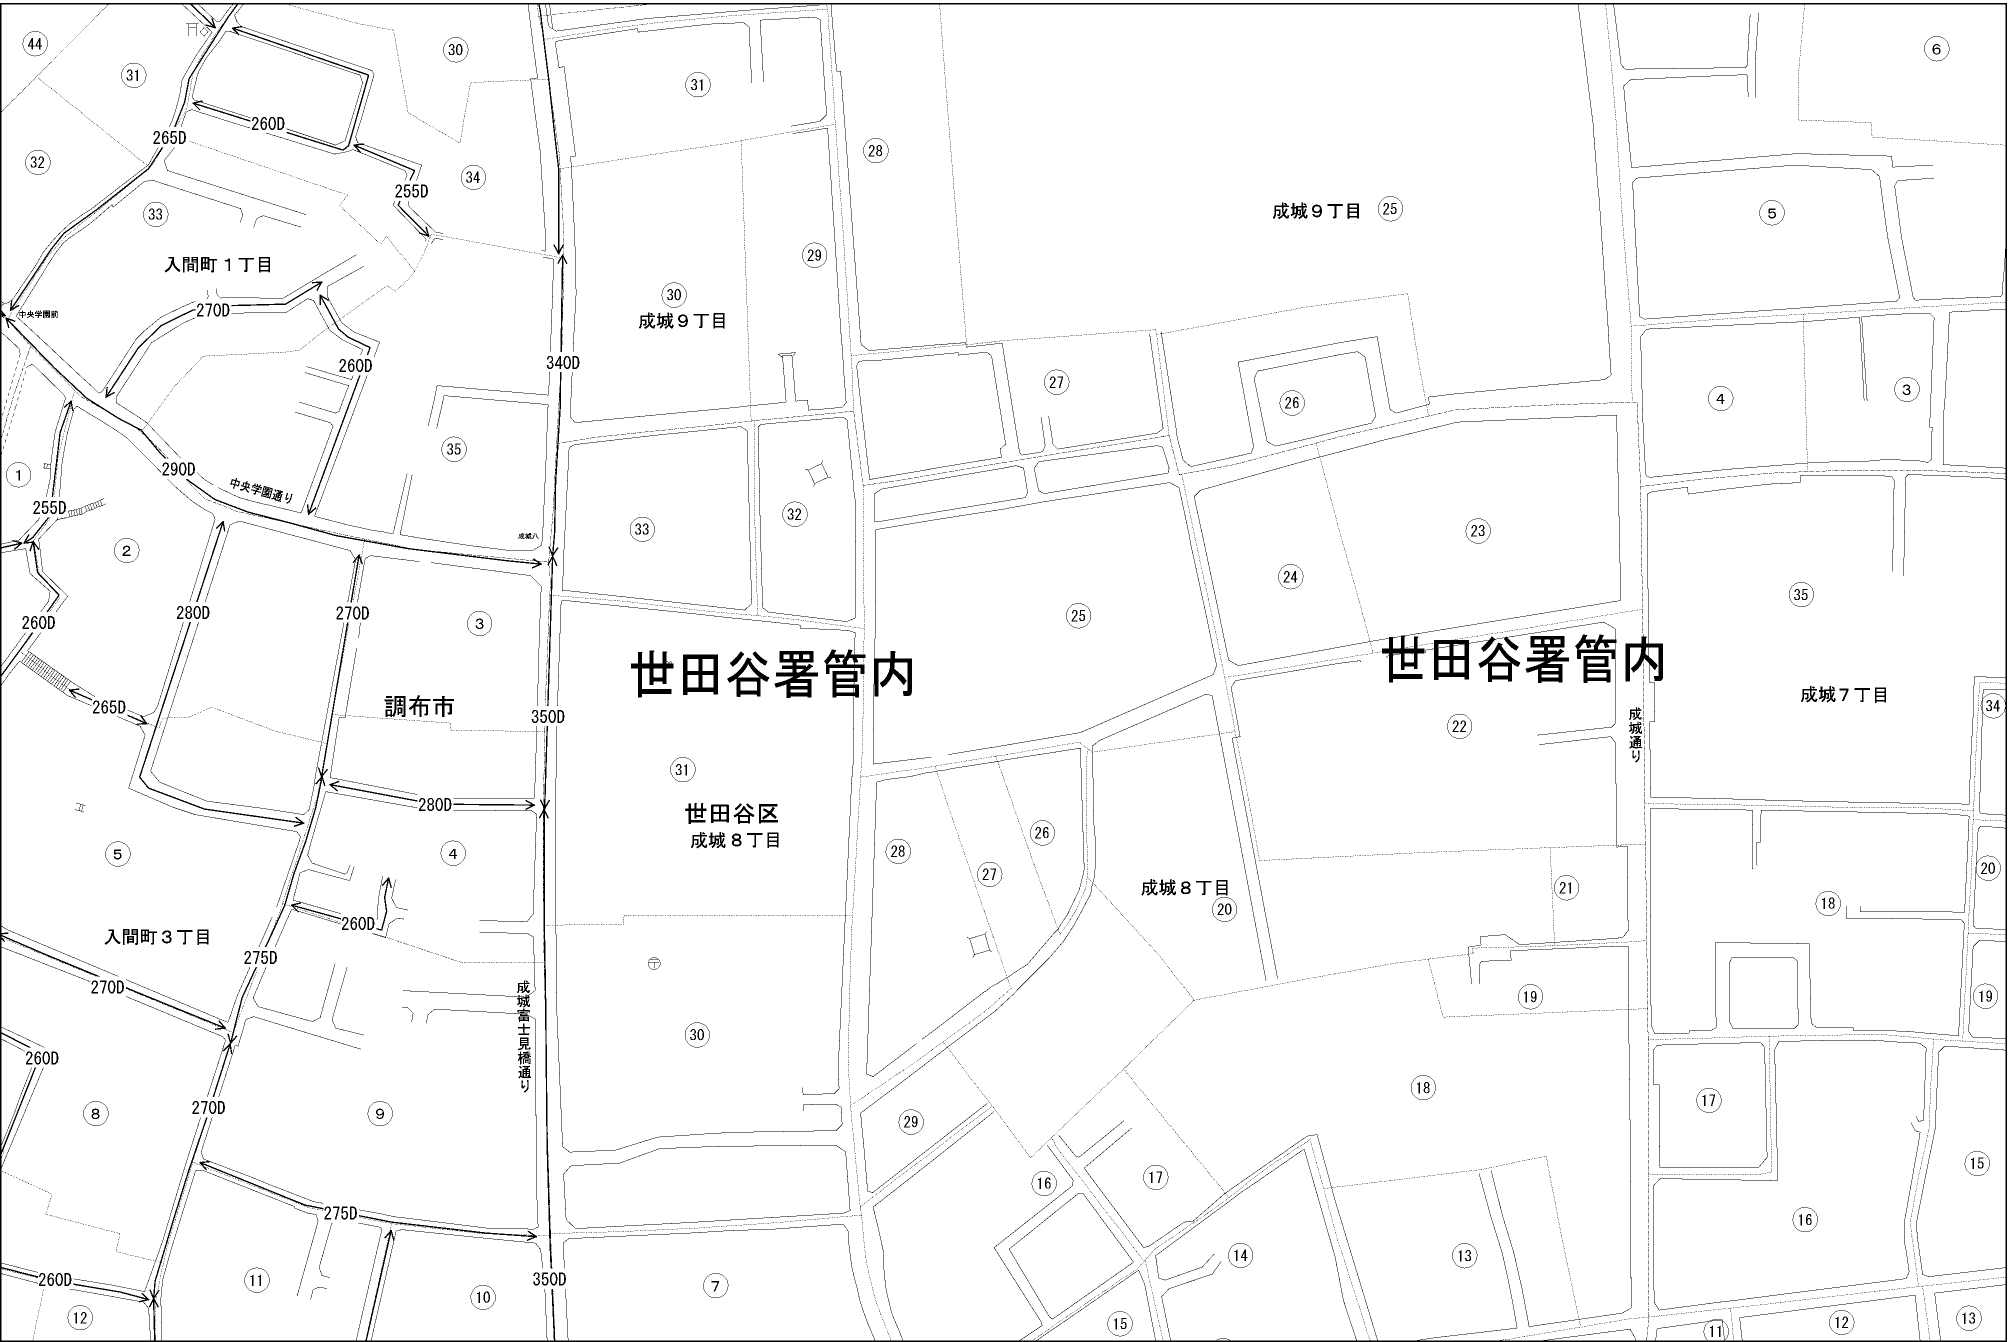 44
31
30
31
6
32
265D
260D
34
255D
28
33
入間町1丁目
29
成城9丁目
25
5
中央学園前
270D
30
成城9丁目
260D
340D
27
26
4
3
1
255D
290D
中央学園通り
35
成城八
33
32
25
24
23
35
2
280D
270D
3
260D
世田谷署管内
世田谷署管内
265D
調布市
350D
22
成城通り
成城7丁目
34
31
280D
世田谷区
成城8丁目
5
4
28
26
27
成城8丁目
20
21
18
20
入間町3丁目
260D
275D
270D
成城富士見橋通り
30
19
19
260D
8
270D
9
29
18
17
16
17
15
275D
16
14
13
260D
11
10
350D
7
12
15
11
12
13